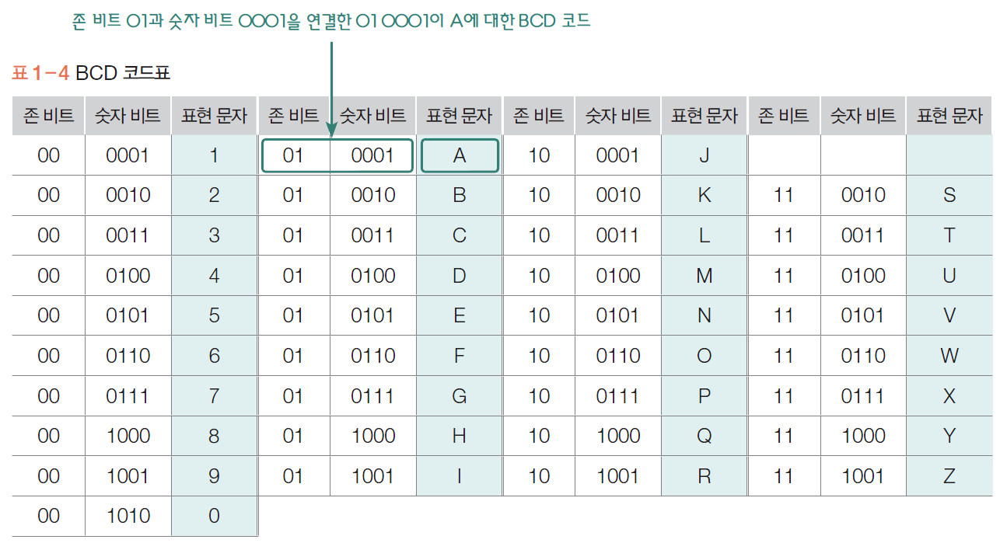 존 비트 01과 숫자 비트 0001을 연결한 01 0001이 A에 대한 BCD 코드
표 1-4 BCD 코드표
존 비트 숫자 비트 표현 문자 존 비트 숫자 비트 표현 문자 존 비트 숫자 비트 표현 문자 존 비트 숫자 비트 표현 문자
00 0001 1 01 0001 A 10 0001 J
00 0010 2 01 0010 B 10 0010 K 11 0010 S
00 0011 3 01 0011 C 10 0011 L 11 0011 T
00 0100 4 01 0100 D 10 0100 M 11 0100 U
00 0101 5 01 0101 E 10 0101 N 11 0101 V
00 0110 6 01 0110 F 10 0110 O 11 0110 W
00 0111 7 01 0111 G 10 0111 P 11 0111 X
00 1000 8 01 1000 H 10 1000 Q 11 1000 Y
00 1001 9 01 1001 I 10 1001 R 11 1001 Z
00 1010 0